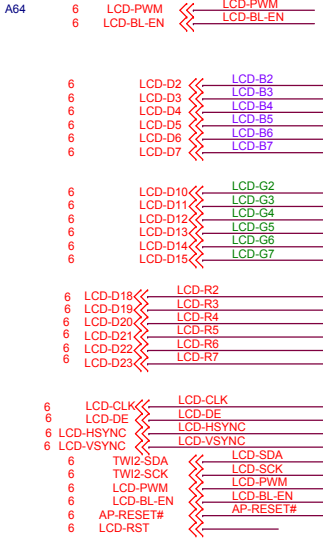 A64 6 LCD-PWM LCD-PWM
6 LCD-BL-EN LCD-BL-EN
6 LCD-D2 LCD-B2
6 LCD-D3 LCD-B3
6 LCD-D4 LCD-B4
6 LCD-D5 LCD-B5
6 LCD-D6 LCD-B6
6 LCD-D7 LCD-B7
6 LCD-D10 LCD-G2
6 LCD-D11 LCD-G3
6 LCD-D12 LCD-G4
6 LCD-D13 LCD-G5
6 LCD-D14 LCD-G6
6 LCD-D15 LCD-G7
6 LCD-D18 LCD-R2
6 LCD-D19 LCD-R3
6 LCD-D20 LCD-R4
6 LCD-D21 LCD-R5
6 LCD-D22 LCD-R6
6 LCD-D23 LCD-R7
6 LCD-CLK LCD-CLK
6 LCD-DE LCD-DE
6 LCD-HSYNC LCD-HSYNC
6 LCD-VSYNC LCD-VSYNC
6 TWI2-SDA LCD-SDA
6 TWI2-SCK LCD-SCK
6 LCD-PWM LCD-PWM
6 LCD-BL-EN LCD-BL-EN
6 AP-RESET# AP-RESET#
6 LCD-RST